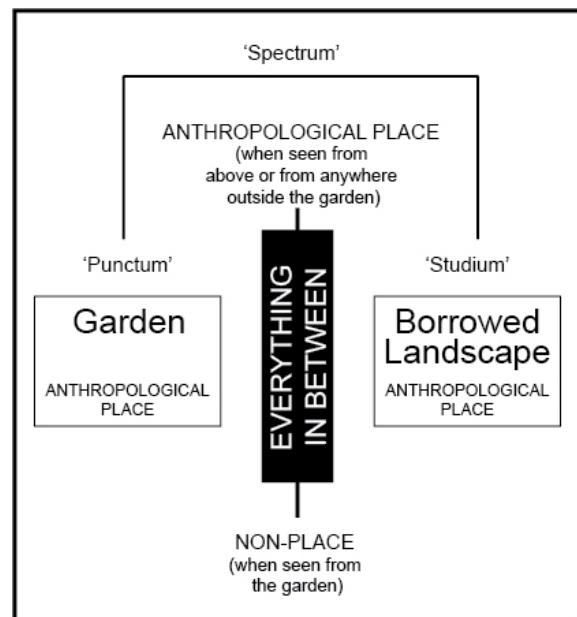 ‘Spectrum’
ANTHROPOLOGICAL PLACE
(when seen from
above or from anywhere
outside the garden)
‘Punctum’
‘Studium’
Garden
ANTHROPOLOGICAL
PLACE
EVERYTHING
IN BETWEEN
Borrowed
Landscape
ANTHROPOLOGICAL
PLACE
NON-PLACE
(when seen from
the garden)